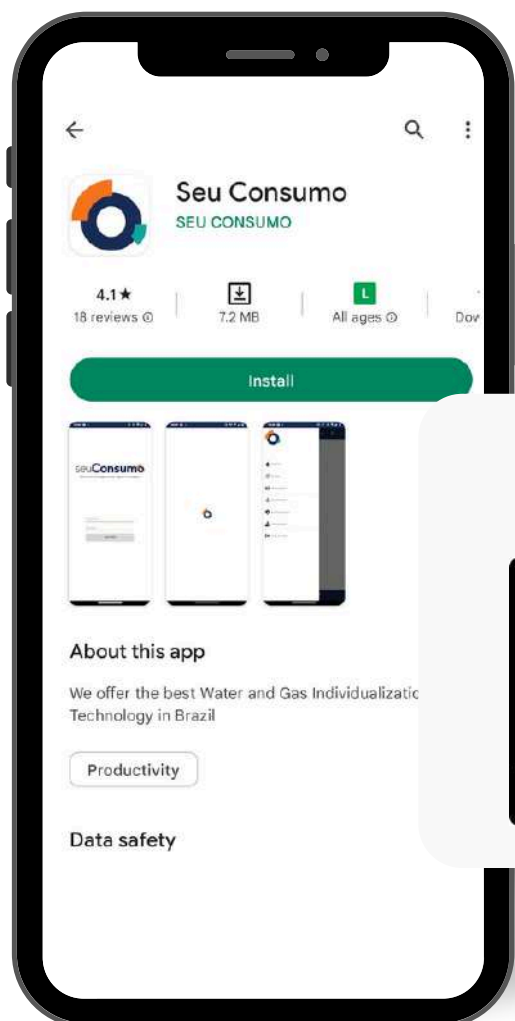 Seu Consumo
SEU CONSUMO
4.1★
18 reviews
7.2 MB
L
All ages
Install
seuConsumo
About this app
We offer the best Water and Gas
Technology in Brazil
Productivity
Data safety